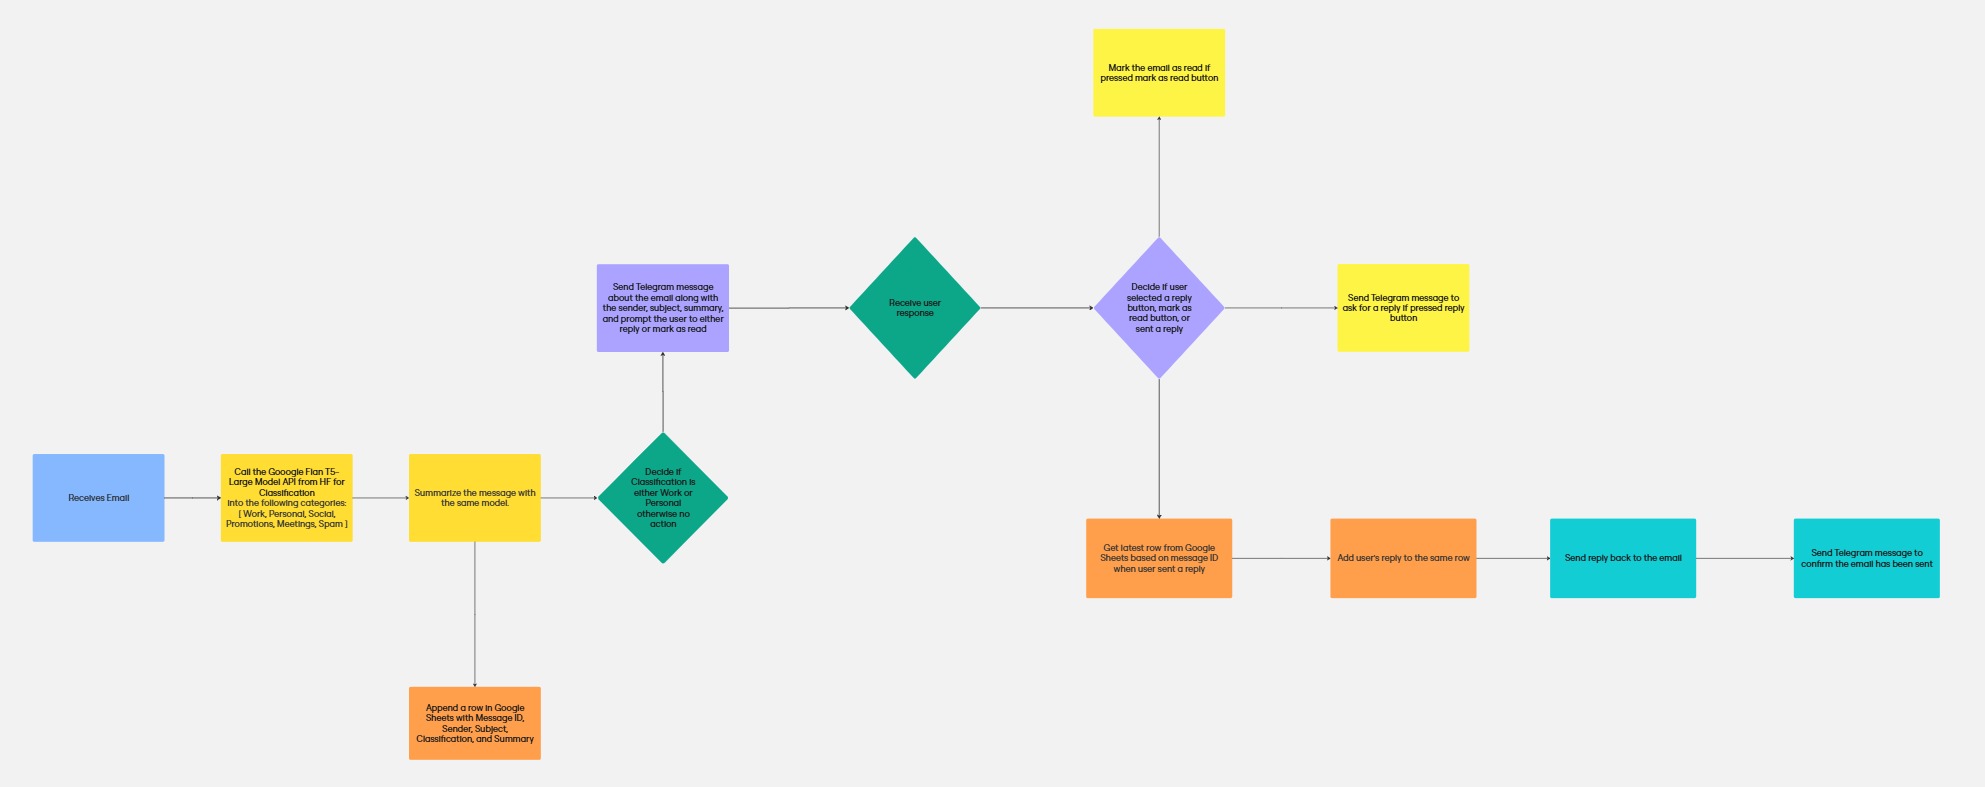 Mark the email as read if
pressed mark as read button
Send Telegram message
about the email along with
the sender, subject, summary,
and prompt the user to either
reply or mark as read
Receive user
response
Decide if user
selected a reply
button, mark as
read button, or
sent a reply
Send Telegram message to
ask for a reply if pressed reply
button
Receives Email
Call the Gooogle Flan T5-
Large Model API from HF for
Classification
into the following categories:
[ Work, Personal, Social,
Promotions, Meetings, Spam ]
Summarize the message with
the same model.
Decide if
Classification is
either Work or
Personal
otherwise no
action
Get latest row from Google
Sheets based on message ID
when user sent a reply
Add user's reply to the same row
Send reply back to the email
Send Telegram message to
confirm the email has been sent
Append a row in Google
Sheets with Message ID,
Sender, Subject,
Classification, and Summary